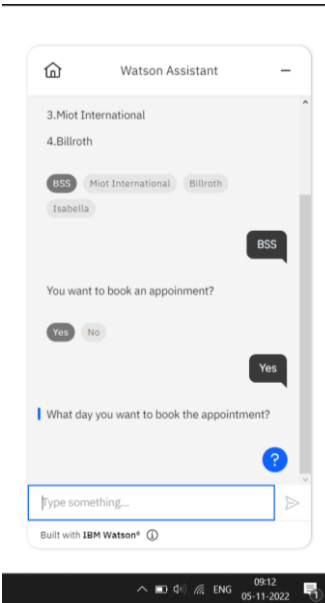 Watson Assistant
3.Miot International
4.Billroth
BSS Miot International Billroth
Isabella
BSS
You want to book an appoinment?
Yes No
Yes
What day you want to book the appointment?
?
Type something...
Built with IBM Watson®
ENG 09:12
05-11-2022 1